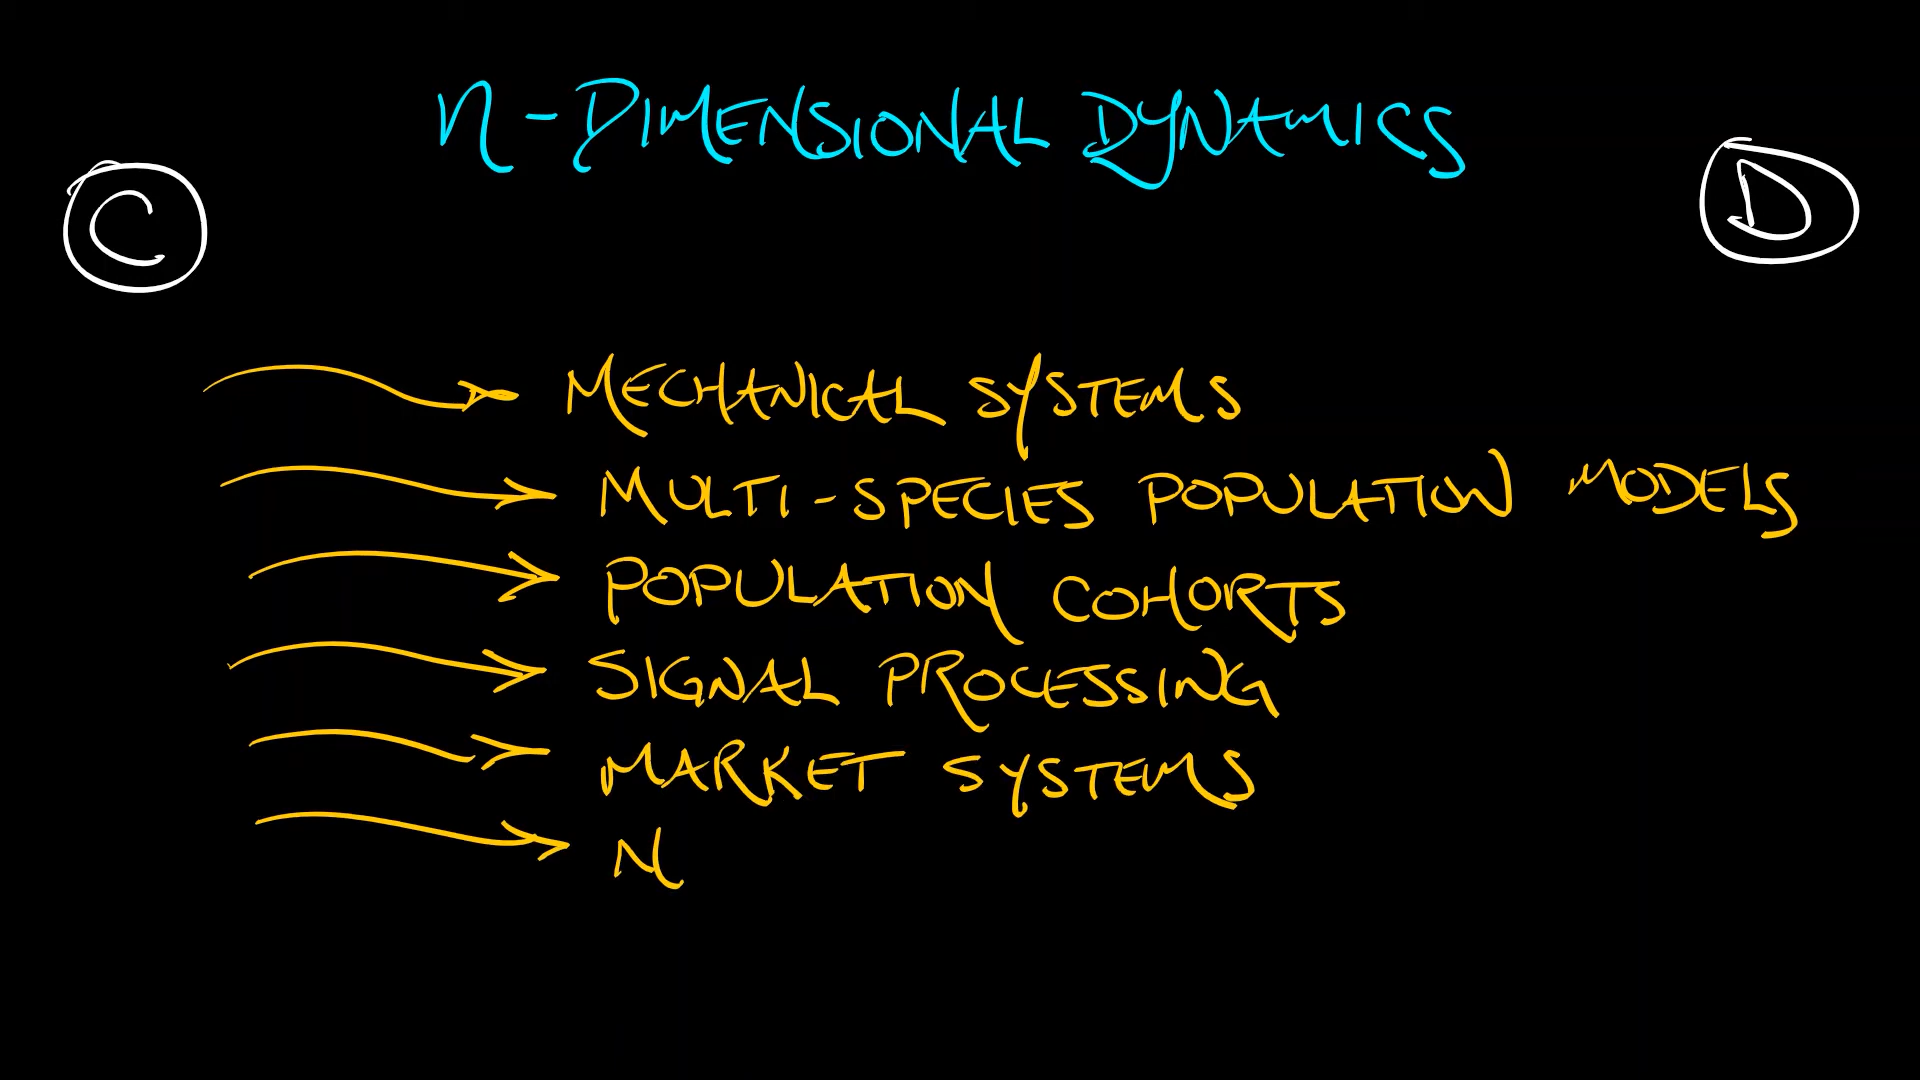 n-DIMENSIONAL DYNAMICS
C
D
MECHANICAL SYSTEMS
MULTI-SPECIES POPULATION MODELS
POPULATION COHORTS
SIGNAL PROCESSING
MARKET SYSTEMS
N